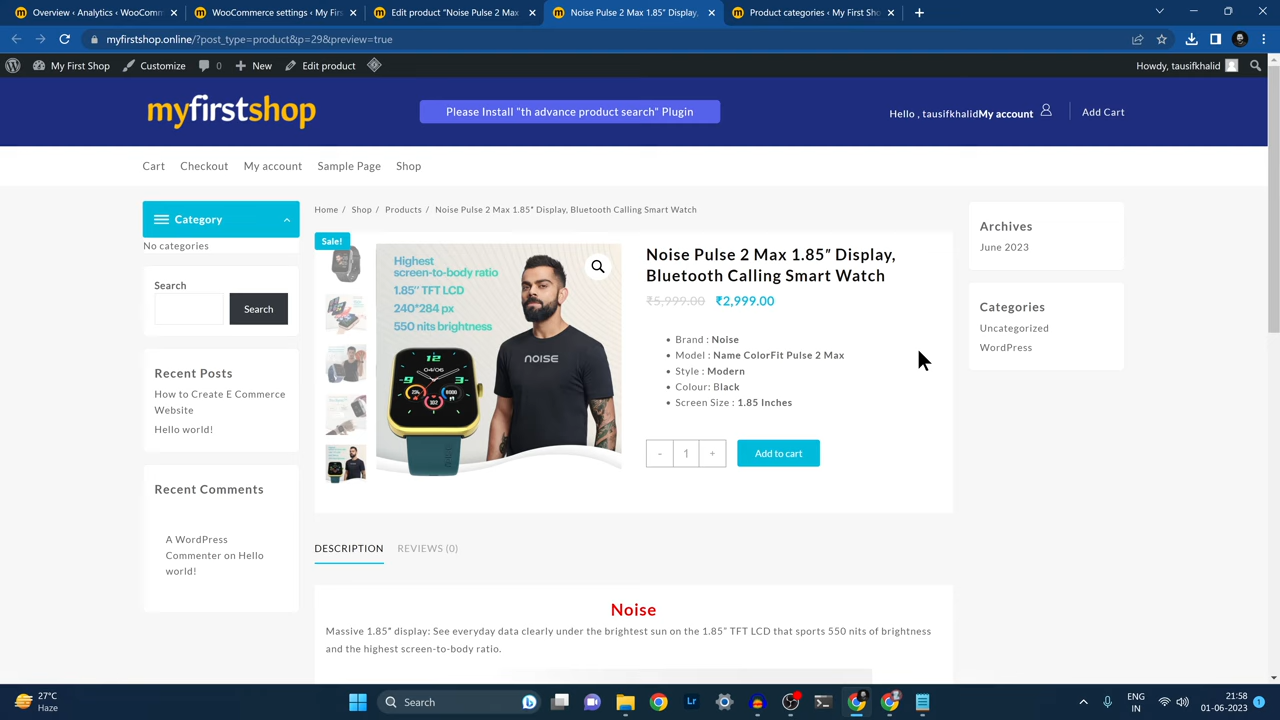 Overview ‹ Analytics ‹ WooComm
WooCommerce settings ‹ My Firs
Edit product "Noise Pulse 2 Max
Noise Pulse 2 Max 1.85" Display,
Product categories ‹ My First Sho
myfirstshop.online/?post_type=product&p=29&preview=true
My First Shop
Customize
0
New
Edit product
Howdy, tausifkhalid
myfirstshop
Please Install "th advance product search" Plugin
Hello , tausifkhalidMy account
Add Cart
Cart
Checkout
My account
Sample Page
Shop
Category
No categories
Search
Search
Recent Posts
How to Create E Commerce
Website
Hello world!
Recent Comments
A WordPress
Commenter on Hello
world!
Home / Shop / Products / Noise Pulse 2 Max 1.85″ Display, Bluetooth Calling Smart Watch
Sale!
Highest
screen-to-body ratio
1.85'' TFT LCD
240*284 px
550 nits brightness
NOISE
12
04/06
Noise Pulse 2 Max 1.85″ Display,
Bluetooth Calling Smart Watch
₹5,999.00 ₹2,999.00
Brand : Noise
Model : Name ColorFit Pulse 2 Max
Style : Modern
Colour: Black
Screen Size : 1.85 Inches
- 1 +
Add to cart
DESCRIPTION
REVIEWS (0)
Noise
Massive 1.85″ display: See everyday data clearly under the brightest sun on the 1.85″ TFT LCD that sports 550 nits of brightness
and the highest screen-to-body ratio.
Archives
June 2023
Categories
Uncategorized
WordPress
27°C
Haze
Search
Lr
ENG
IN
21:58
01-06-2023
1